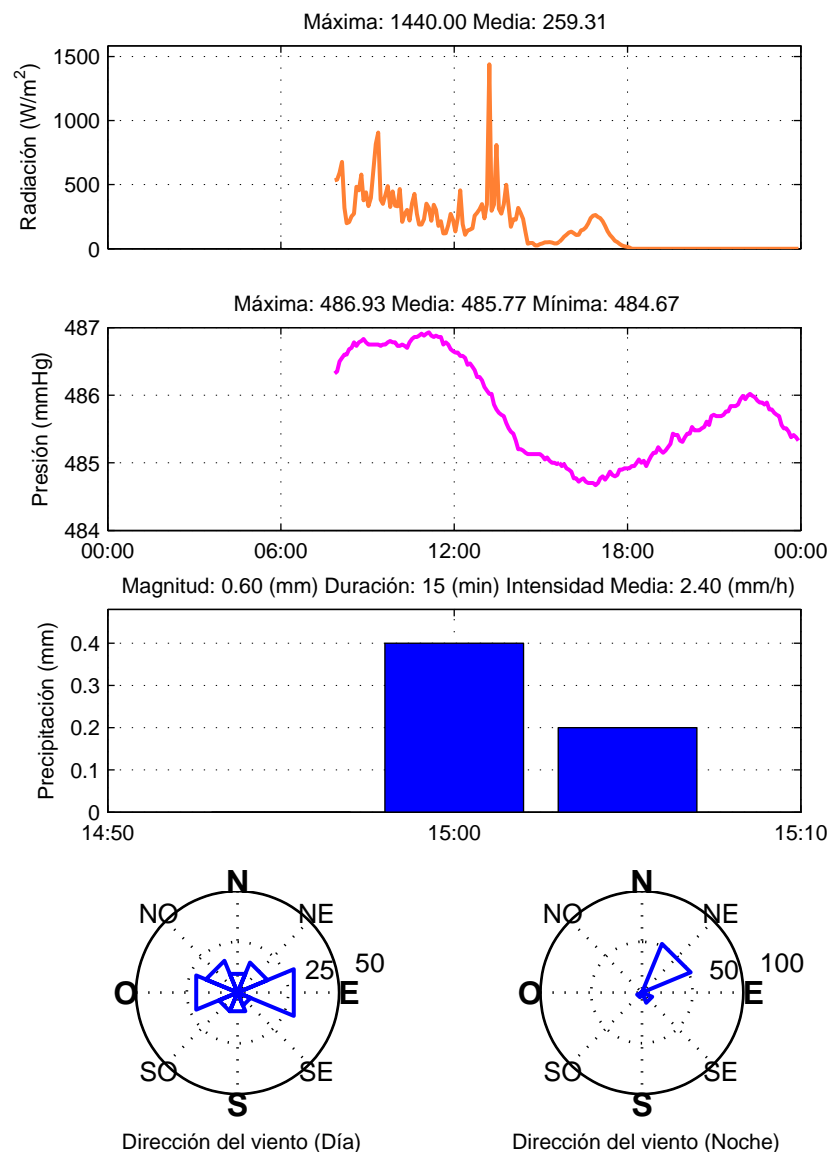 Máxima: 1440.00 Media: 259.31
Radiación (W/m²)
1500
1000
500
0
Máxima: 486.93 Media: 485.77 Mínima: 484.67
Presión (mmHg)
487
486
485
484
00:00 06:00 12:00 18:00 00:00
Magnitud: 0.60 (mm) Duración: 15 (min) Intensidad Media: 2.40 (mm/h)
Precipitación (mm)
0.4
0.3
0.2
0.1
0
14:50 15:00 15:10
N
NO NE
25 50
O E
SO SE
S
Dirección del viento (Día)
N
NO NE
50 100
O E
SO SE
S
Dirección del viento (Noche)